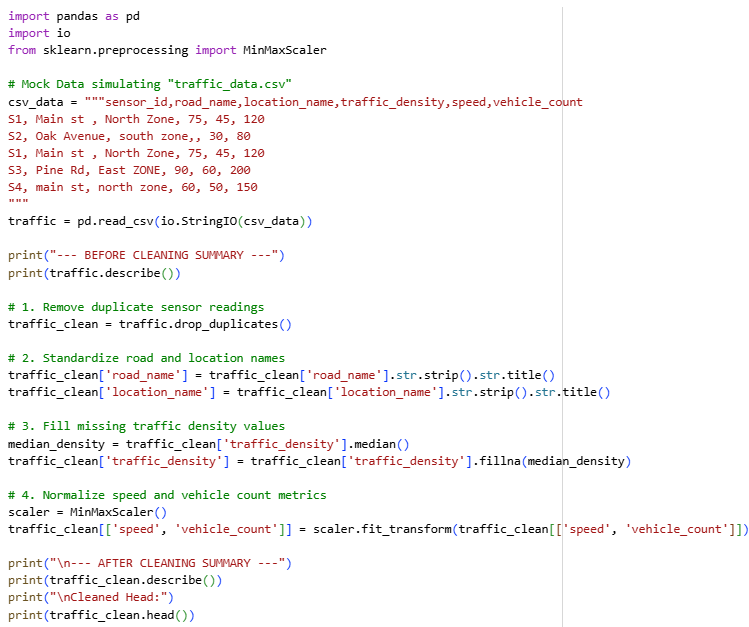 import pandas as pd
import io
from sklearn.preprocessing import MinMaxScaler
# Mock Data simulating "traffic_data.csv"
csv_data = """sensor_id,road_name,location_name,traffic_density,speed,vehicle_count
S1, Main st , North Zone, 75, 45, 120
S2, Oak Avenue, south zone,, 30, 80
S1, Main st , North Zone, 75, 45, 120
S3, Pine Rd, East ZONE, 90, 60, 200
S4, main st, north zone, 60, 50, 150
"""
traffic = pd.read_csv(io.StringIO(csv_data))
print("--- BEFORE CLEANING SUMMARY ---")
print(traffic.describe())
# 1. Remove duplicate sensor readings
traffic_clean = traffic.drop_duplicates()
# 2. Standardize road and location names
traffic_clean['road_name'] = traffic_clean['road_name'].str.strip().str.title()
traffic_clean['location_name'] = traffic_clean['location_name'].str.strip().str.title()
# 3. Fill missing traffic density values
median_density = traffic_clean['traffic_density'].median()
traffic_clean['traffic_density'] = traffic_clean['traffic_density'].fillna(median_density)
# 4. Normalize speed and vehicle count metrics
scaler = MinMaxScaler()
traffic_clean[['speed', 'vehicle_count']] = scaler.fit_transform(traffic_clean[['speed', 'vehicle_count']])
print("\n--- AFTER CLEANING SUMMARY ---")
print(traffic_clean.describe())
print("\nCleaned Head:")
print(traffic_clean.head())